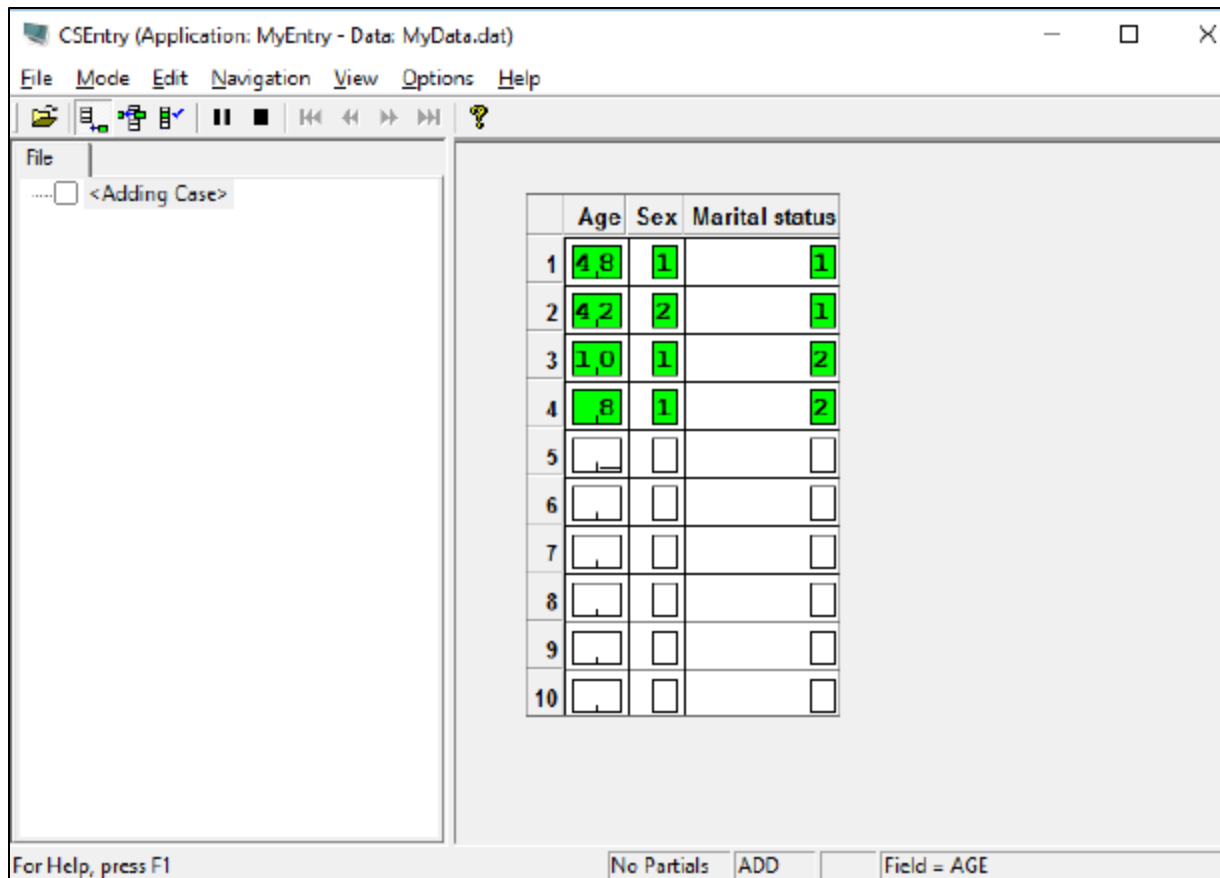 CSEntry (Application: MyEntry - Data: MyData.dat)
File Mode Edit Navigation View Options Help
File
<Adding Case>
Age Sex Marital status
1 48 1 1
2 42 2 1
3 10 1 2
4 8 1 2
5
6
7
8
9
10
For Help, press F1 No Partials ADD Field = AGE